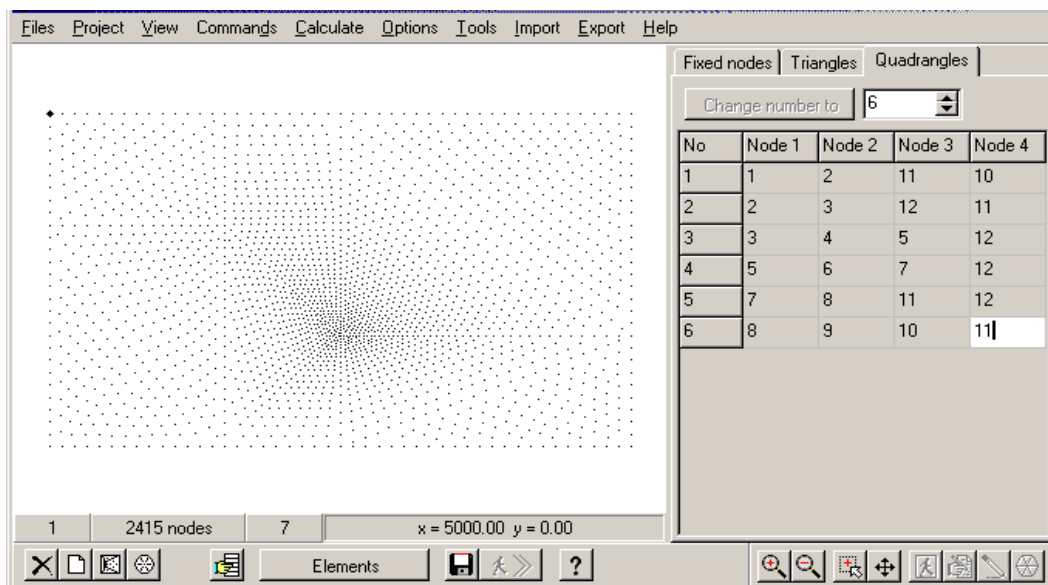 Files Project View Commands Calculate Options Tools Import Export Help
Fixed nodes Triangles Quadrangles
Change number to 6
No Node 1 Node 2 Node 3 Node 4
1 1 2 11 10
2 2 3 12 11
3 3 4 5 12
4 5 6 7 12
5 7 8 11 12
6 8 9 10 11
1 2415 nodes 7 x = 5000.00 y = 0.00
Elements ?